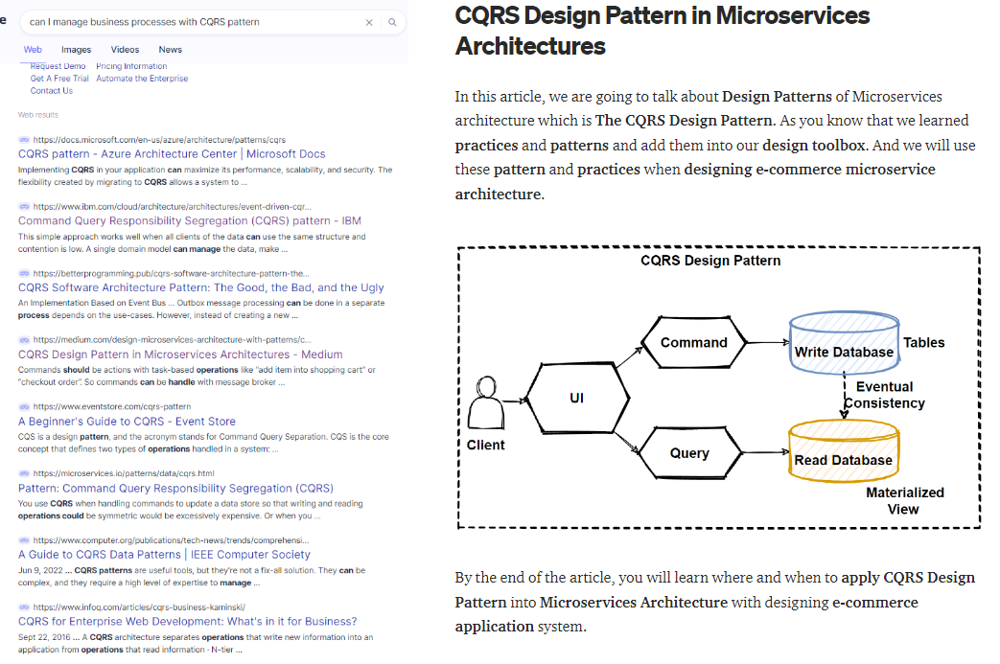 e
can I manage business processes with CQRS pattern
Web Images Videos News
Request Demo Pricing Information
Get A Free Trial Automate the Enterprise
Contact Us
Web results
https://docs.microsoft.com/en-us/azure/architecture/patterns/cqrs
CQRS pattern - Azure Architecture Center | Microsoft Docs
Implementing CQRS in your application can maximize its performance, scalability, and security. The
flexibility created by migrating to CQRS allows a system to ...
https://www.ibm.com/cloud/architecture/architectures/event-driven-cqr...
Command Query Responsibility Segregation (CQRS) pattern - IBM
This simple approach works well when all clients of the data can use the same structure and
contention is low. A single domain model can manage the data, make ...
https://betterprogramming.pub/cqrs-software-architecture-pattern-the...
CQRS Software Architecture Pattern: The Good, the Bad, and the Ugly
An Implementation Based on Event Bus ... Outbox message processing can be done in a separate
process depends on the use-cases. However, instead of creating a new ...
https://medium.com/design-microservices-architecture-with-patterns/c...
CQRS Design Pattern in Microservices Architectures - Medium
Commands should be actions with task-based operations like "add item into shopping cart" or
"checkout order". So commands can be handle with message broker ...
https://www.eventstore.com/cqrs-pattern
A Beginner's Guide to CQRS - Event Store
CQS is a design pattern, and the acronym stands for Command Query Separation. CQS is the core
concept that defines two types of operations handled in a system: ...
https://microservices.io/patterns/data/cqrs.html
Pattern: Command Query Responsibility Segregation (CQRS)
You use CQRS when handling commands to update a data store so that writing and reading
operations could be symmetric would be excessively expensive. Or when you ...
https://www.computer.org/publications/tech-news/trends/comprehensi...
A Guide to CQRS Data Patterns | IEEE Computer Society
Jun 9, 2022 ... CQRS patterns are useful tools, but they're not a fix-all solution. They can be
complex, and they require a high level of expertise to manage ...
https://www.infoq.com/articles/cqrs-business-kaminski/
CQRS for Enterprise Web Development: What's in it for Business?
Sept 22, 2016 ... A CQRS architecture separates operations that write new information into an
application from operations that read information · N-tier ...
CQRS Design Pattern in Microservices
Architectures
In this article, we are going to talk about Design Patterns of Microservices
architecture which is The CQRS Design Pattern. As you know that we learned
practices and patterns and add them into our design toolbox. And we will use
these pattern and practices when designing e-commerce microservice
architecture.
CQRS Design Pattern
Command
Write Database
Tables
Eventual
Consistency
UI
Client
Query
Read Database
Materialized
View
By the end of the article, you will learn where and when to apply CQRS Design
Pattern into Microservices Architecture with designing e-commerce
application system.